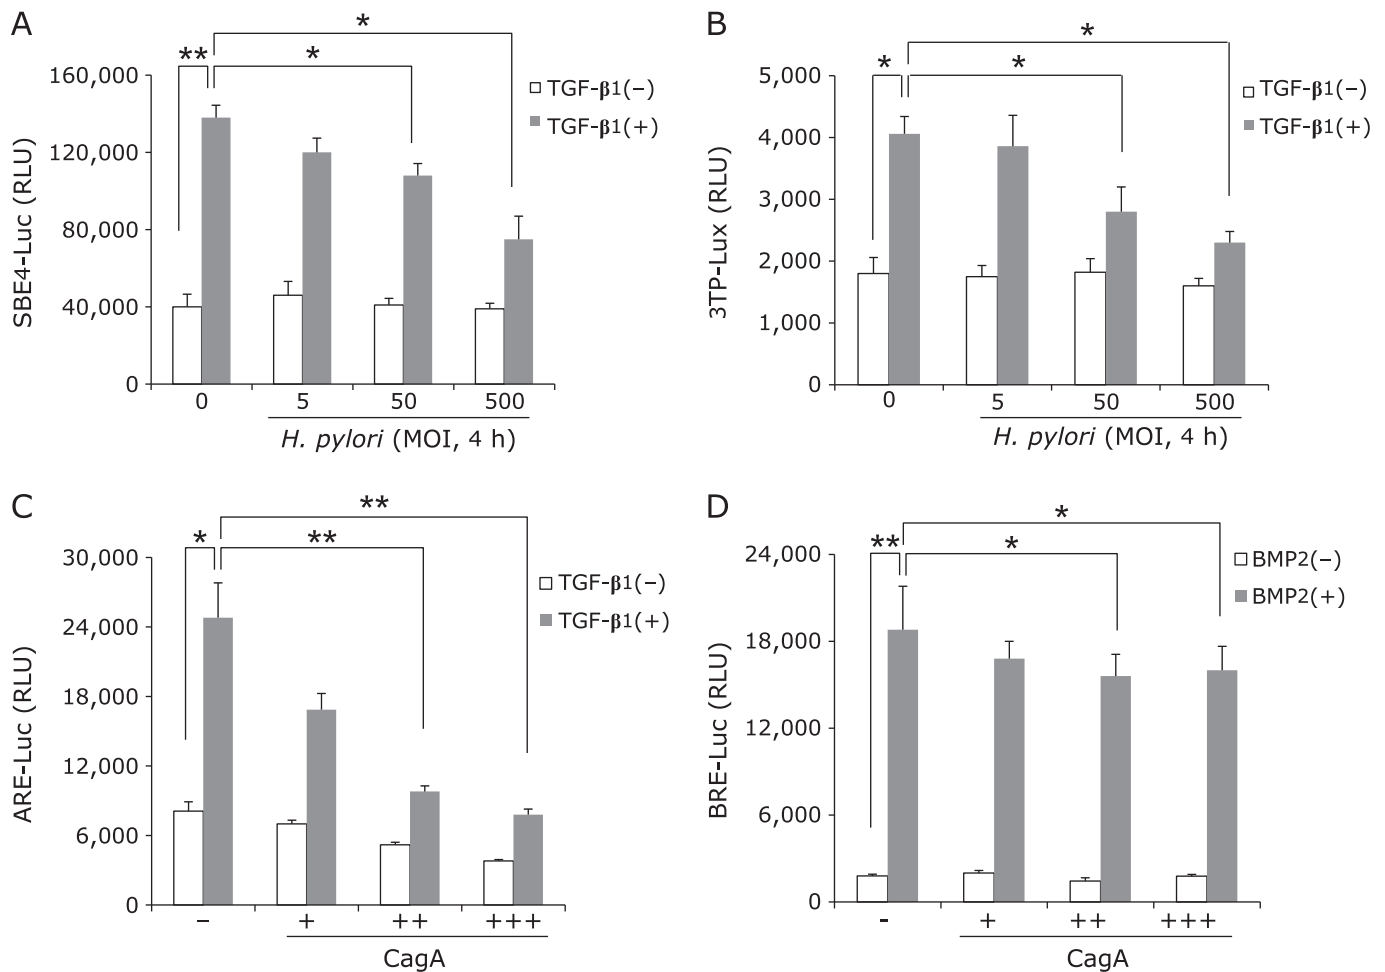 A
SBE4-Luc (RLU)
160,000
120,000
80,000
40,000
0
** * *
TGF-β1(−)
TGF-β1(+)
0 5 50 500
H. pylori (MOI, 4 h)
B
3TP-Lux (RLU)
5,000
4,000
3,000
2,000
1,000
0
* * *
TGF-β1(−)
TGF-β1(+)
0 5 50 500
H. pylori (MOI, 4 h)
C
ARE-Luc (RLU)
30,000
24,000
18,000
12,000
6,000
0
* ** **
TGF-β1(−)
TGF-β1(+)
− + ++ +++
CagA
D
BRE-Luc (RLU)
24,000
18,000
12,000
6,000
0
** * *
BMP2(−)
BMP2(+)
- + ++ +++
CagA